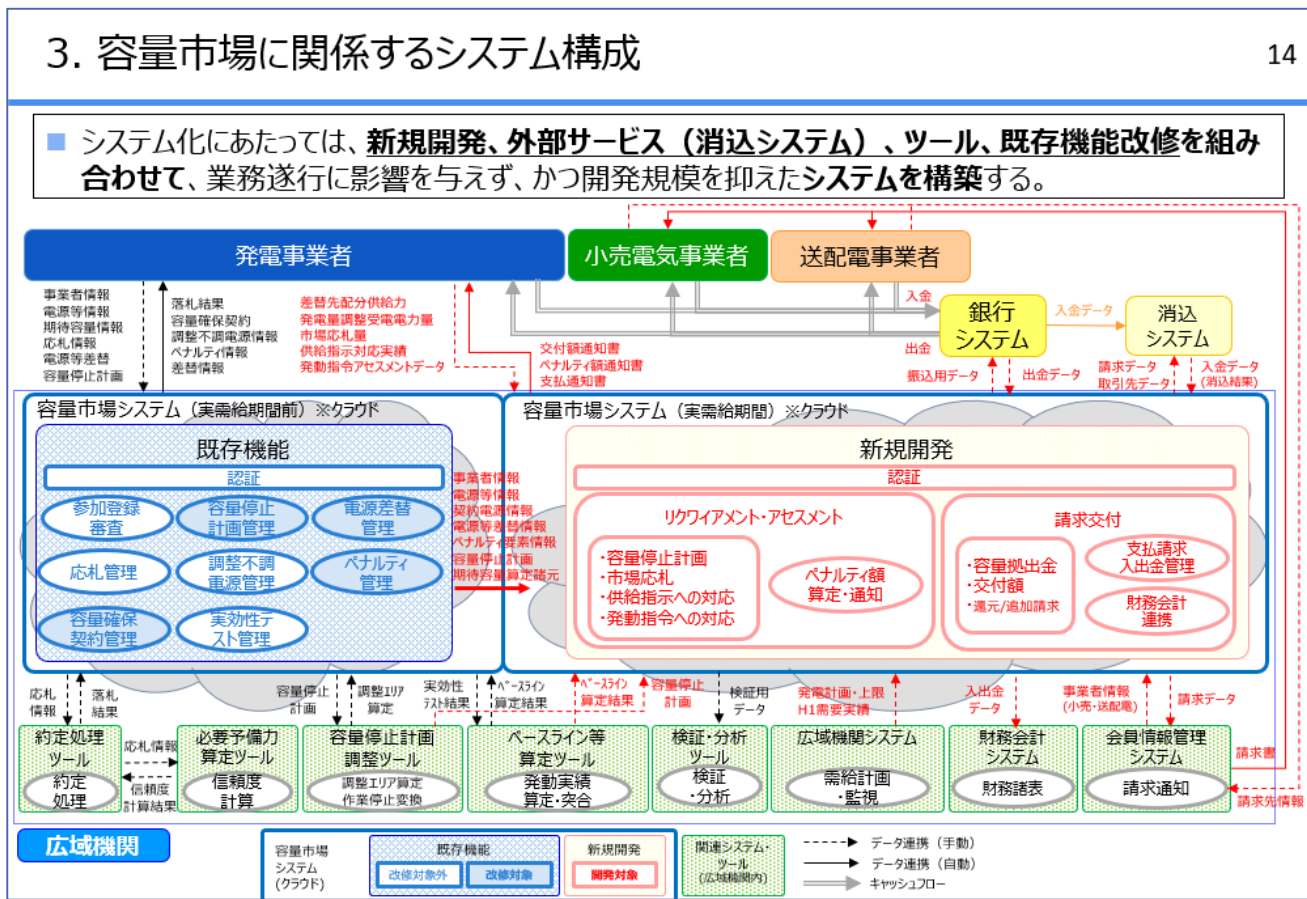 3. 容量市場に関係するシステム構成
14
■ システム化にあたっては、新規開発、外部サービス（消込システム）、ツール、既存機能改修を組み
合わせて、業務遂行に影響を与えず、かつ開発規模を抑えたシステムを構築する。
発電事業者
小売電気事業者
送配電事業者
事業者情報
電源等情報
期待容量情報
応札情報
電源等差替
容量停止計画
落札結果
容量確保契約
調整不調電源情報
ペナルティ情報
差替情報
差替先配分供給力
発電量調整受電電力量
市場応札量
供給指示対応実績
発動指令アセスメントデータ
交付額通知書
ペナルティ額通知書
支払通知書
入金
出金
銀行
システム
入金データ
消込
システム
振込用データ
出金データ
請求データ
取引先データ
入金データ
(消込結果)
容量市場システム（実需給期間前）※クラウド
既存機能
認証
参加登録
審査
容量停止
計画管理
電源差替
管理
応札管理
調整不調
電源管理
ペナルティ
管理
容量確保
契約管理
実効性テ
スト管理
事業者情報
電源等情報
契約電源情報
電源等差替情報
ペナルティ要素情報
容量停止計画
期待容量算定諸元
容量市場システム（実需給期間）※クラウド
新規開発
認証
リクワイアメント・アセスメント
・容量停止計画
・市場応札
・供給指示への対応
・発動指令への対応
ペナルティ額
算定・通知
請求交付
・容量拠出金
・交付額
・還元/追加請求
支払請求
入出金管理
財務会計
連携
応札
情報
落札
結果
容量停止
計画
調整エリア
算定
実効性
テスト結果
ベースライン
算定結果
ベースライン
算定結果
容量停止
計画
検証用
データ
発電計画・上限
H1需要実績
入出金
データ
事業者情報
(小売・送配電)
請求データ
約定処理
ツール
約定
処理
応札情報
信頼度
計算結果
必要予備力
算定ツール
信頼度
計算
容量停止計画
調整ツール
調整エリア算定
作業停止変換
ベースライン等
算定ツール
発動実績
算定・突合
検証・分析
ツール
検証
・分析
広域機関システム
需給計画
・監視
財務会計
システム
財務諸表
会員情報管理
システム
請求通知
請求書
請求先情報
広域機関
容量市場
システム
(クラウド)
既存機能
改修対象外
改修対象
新規開発
開発対象
関連システム・
ツール
(広域機関内)
データ連携（手動）
データ連携（自動）
キャッシュフロー